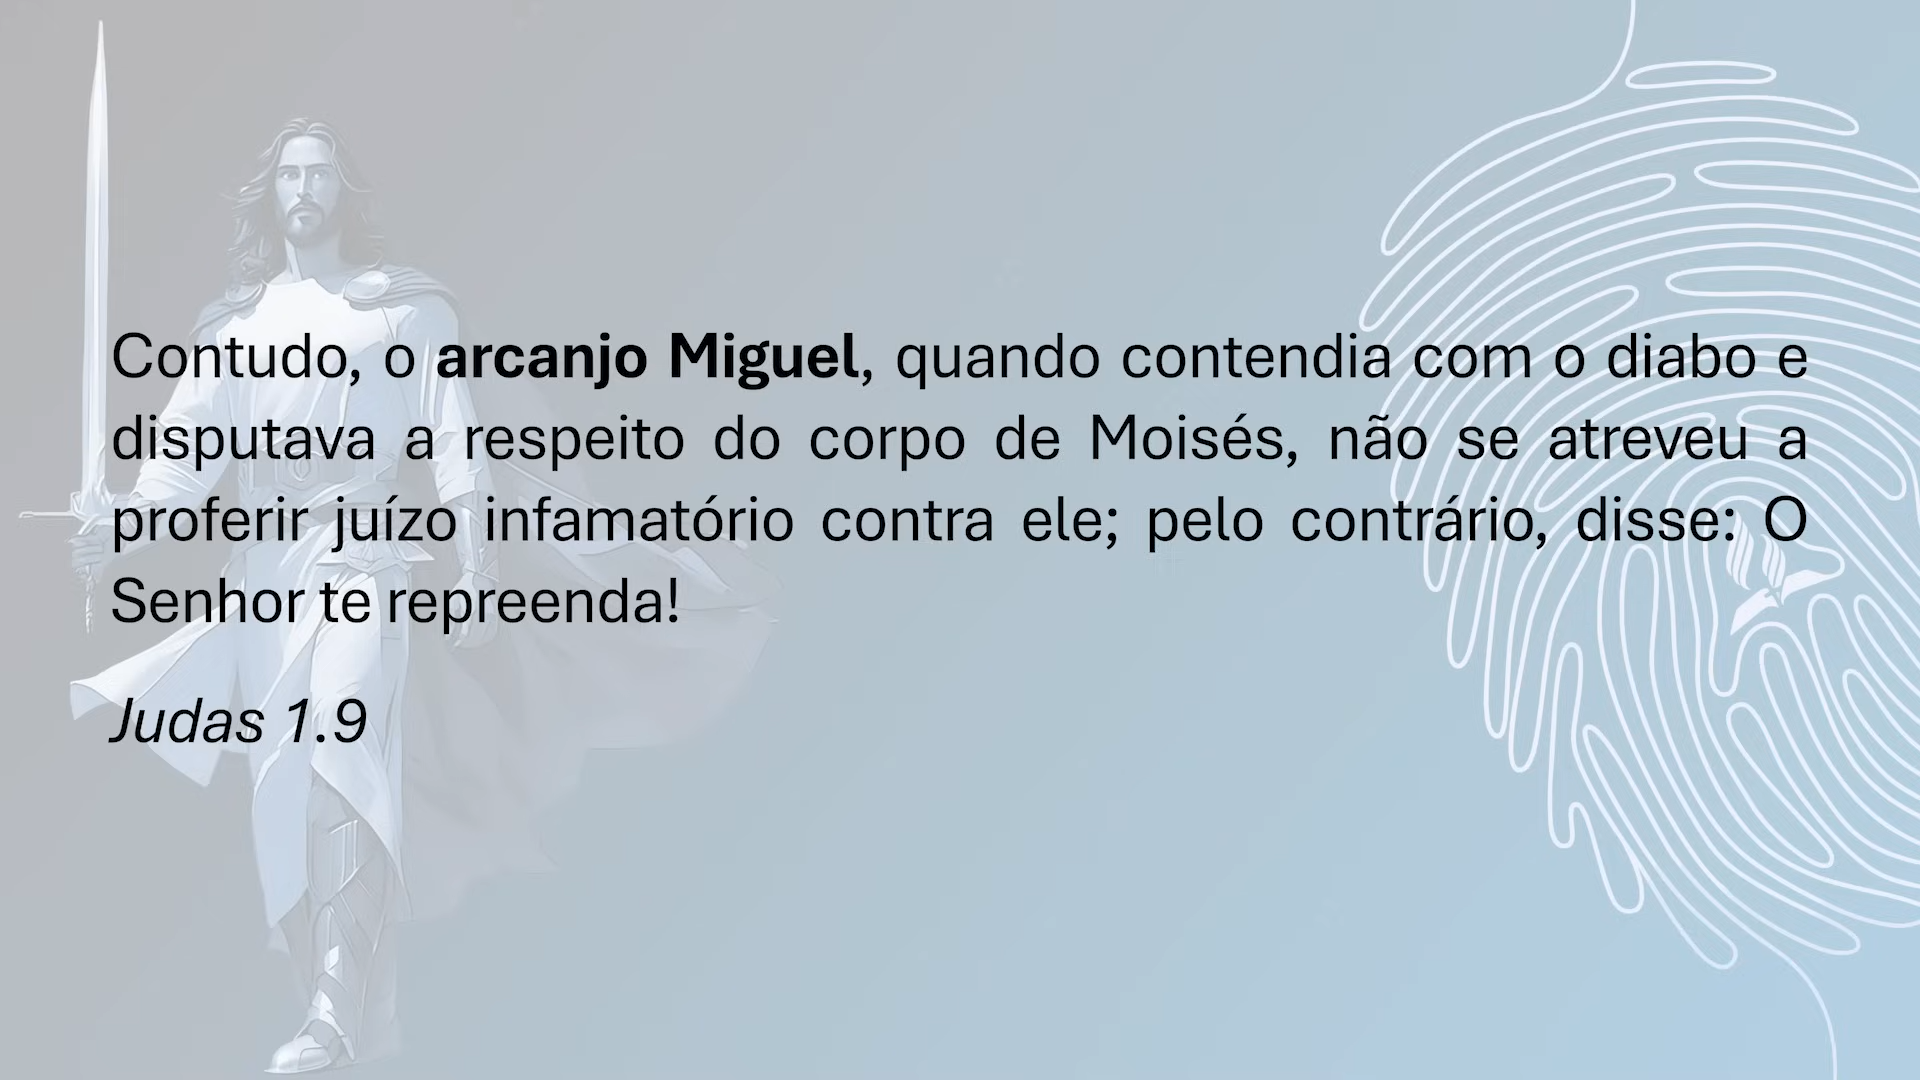 Contudo, o arcanjo Miguel, quando contendia com o diabo e
disputava a respeito do corpo de Moisés, não se atreveu a
proferir juízo infamatório contra ele; pelo contrário, disse: O
Senhor te repreenda!
Judas 1.9